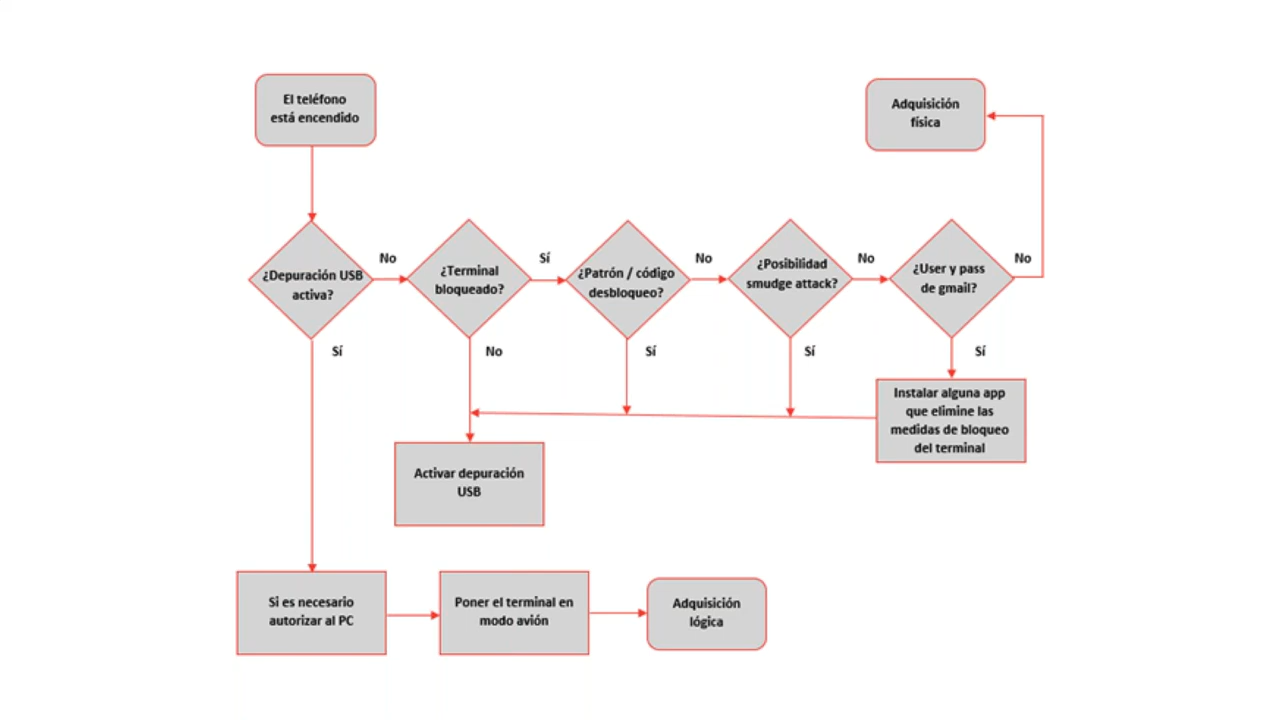 El teléfono
está encendido
Adquisición
física
¿Depuración USB
activa?
No
¿Terminal
bloqueado?
Sí
¿Patrón / código
desbloqueo?
No
¿Posibilidad
smudge attack?
No
¿User y pass
de gmail?
No
Sí
No
Sí
Sí
Sí
Instalar alguna app
que elimine las
medidas de bloqueo
del terminal
Activar depuración
USB
Si es necesario
autorizar al PC
Poner el terminal en
modo avión
Adquisición
lógica